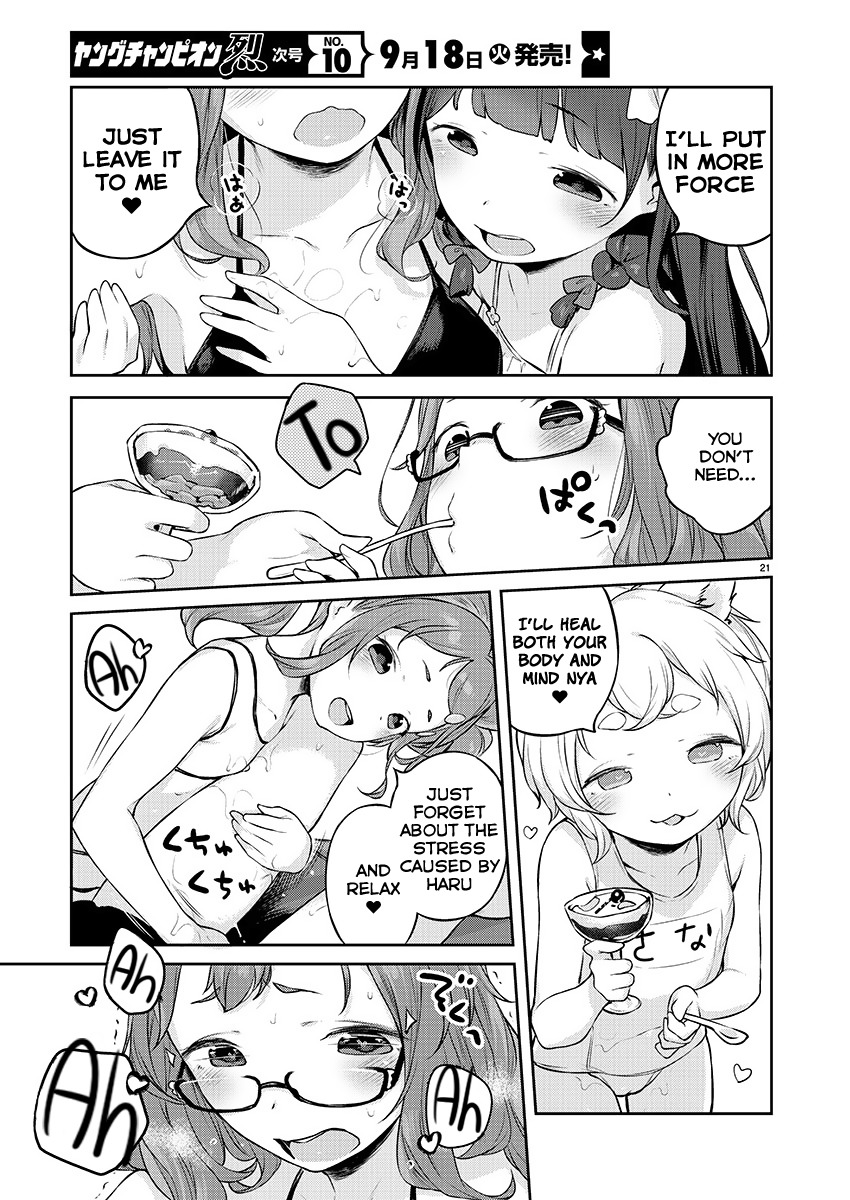 ヤングチャンピオン烈 次号 NO.10 9月18日㊋発売!
I'LL PUT
IN MORE
FORCE
JUST
LEAVE IT
TO ME
♥
はぁっ
はぁ
YOU
DON'T
NEED...
ぱくっ
To
21
I'LL HEAL
BOTH YOUR
BODY AND
MIND NYA
♥
さな
Ah
JUST
FORGET
ABOUT THE
STRESS
CAUSED BY
HARU
AND
RELAX
♥
くちゅ
くちゅ
Ah
Ah
Ah